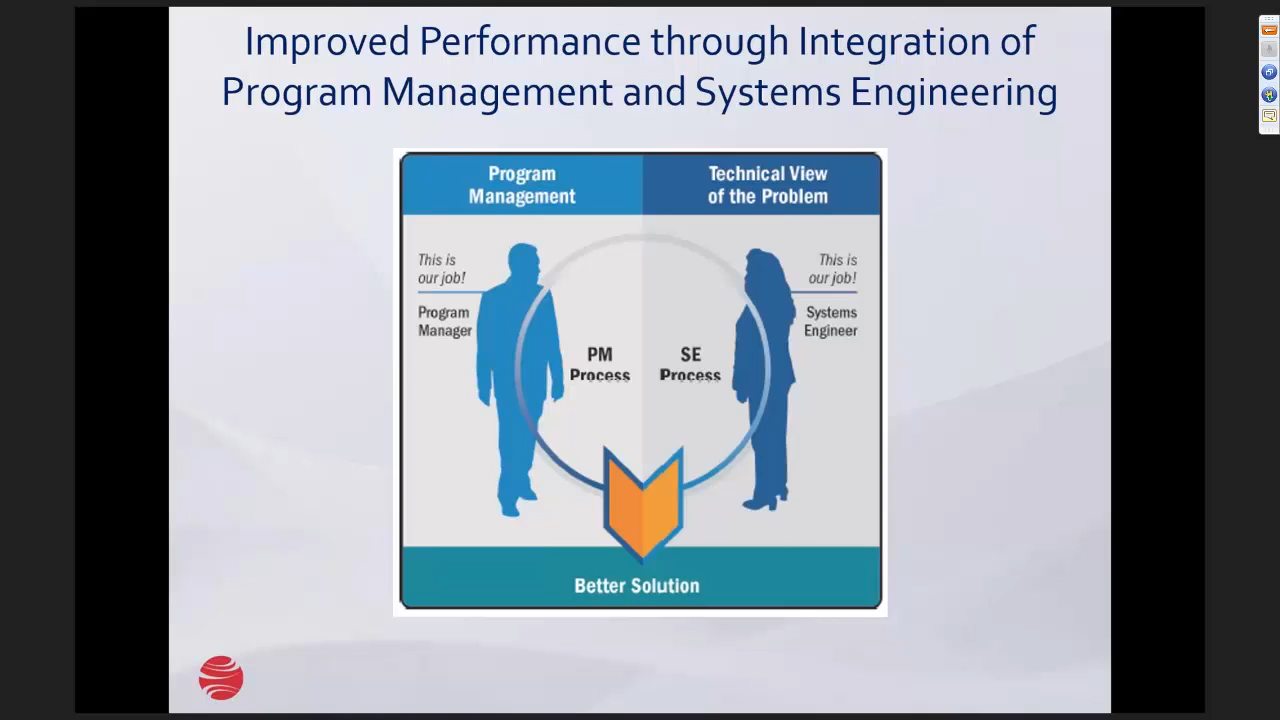 Improved Performance through Integration of
Program Management and Systems Engineering
Program
Management
Technical View
of the Problem
This is
our job!
Program
Manager
This is
our job!
Systems
Engineer
PM
Process
SE
Process
Better Solution